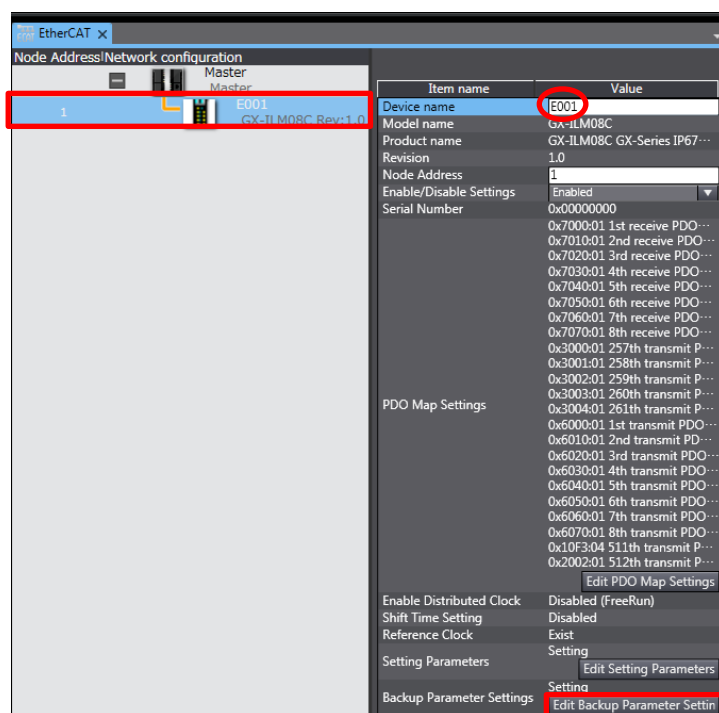 EtherCAT ×
Node Address|Network configuration
Master
Master
1
E001
GX-ILM08C Rev:1.0
Item name Value
Device name E001
Model name GX-ILM08C
Product name GX-ILM08C GX-Series IP67···
Revision 1.0
Node Address 1
Enable/Disable Settings Enabled
Serial Number 0x00000000
PDO Map Settings
0x7000:01 1st receive PDO···
0x7010:01 2nd receive PDO···
0x7020:01 3rd receive PDO···
0x7030:01 4th receive PDO···
0x7040:01 5th receive PDO···
0x7050:01 6th receive PDO···
0x7060:01 7th receive PDO···
0x7070:01 8th receive PDO···
0x3000:01 257th transmit P···
0x3001:01 258th transmit P···
0x3002:01 259th transmit P···
0x3003:01 260th transmit P···
0x3004:01 261th transmit P···
0x6000:01 1st transmit PDO···
0x6010:01 2nd transmit PD···
0x6020:01 3rd transmit PDO···
0x6030:01 4th transmit PDO···
0x6040:01 5th transmit PDO···
0x6050:01 6th transmit PDO···
0x6060:01 7th transmit PDO···
0x6070:01 8th transmit PDO···
0x10F3:04 511th transmit P···
0x2002:01 512th transmit P···
Edit PDO Map Settings
Enable Distributed Clock Disabled (FreeRun)
Shift Time Setting Disabled
Reference Clock Exist
Setting Parameters Setting
Edit Setting Parameters
Backup Parameter Settings Setting
Edit Backup Parameter Settin